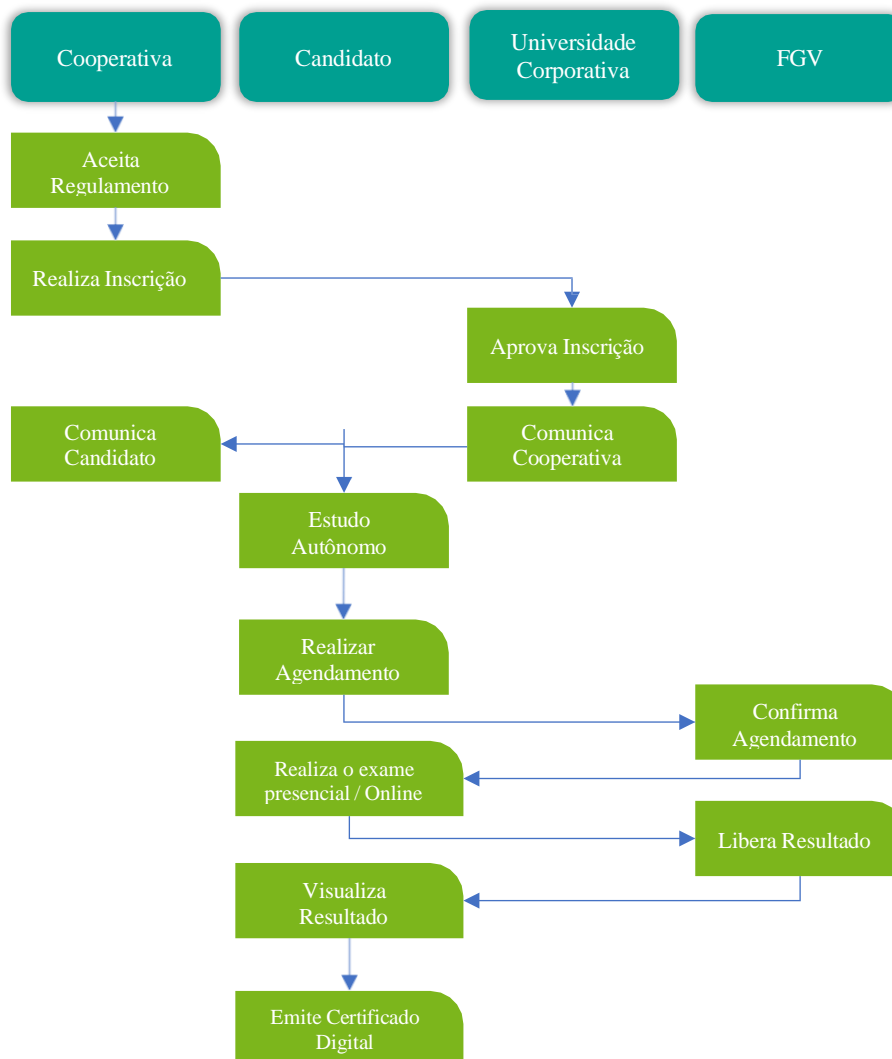 Cooperativa
Candidato
Universidade
Corporativa
FGV
Aceita
Regulamento
Realiza Inscrição
Aprova Inscrição
Comunica
Candidato
Comunica
Cooperativa
Estudo
Autônomo
Realizar
Agendamento
Confirma
Agendamento
Realiza o exame
presencial / Online
Libera Resultado
Visualiza
Resultado
Emite Certificado
Digital